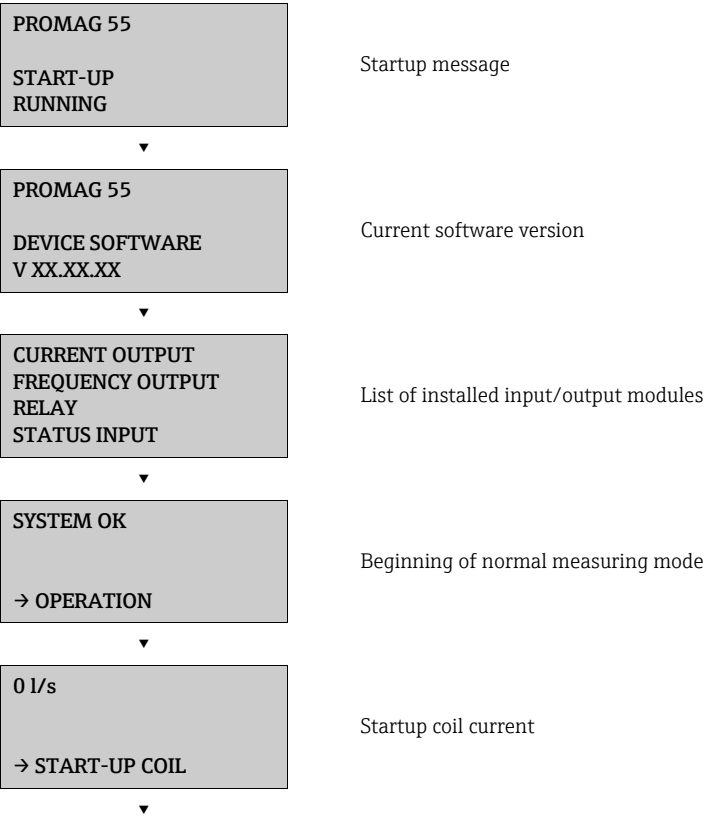 PROMAG 55
START-UP
RUNNING
Startup message
▼
PROMAG 55
DEVICE SOFTWARE
V XX.XX.XX
Current software version
▼
CURRENT OUTPUT
FREQUENCY OUTPUT
RELAY
STATUS INPUT
List of installed input/output modules
▼
SYSTEM OK
→ OPERATION
Beginning of normal measuring mode
▼
0 l/s
→ START-UP COIL
Startup coil current
▼